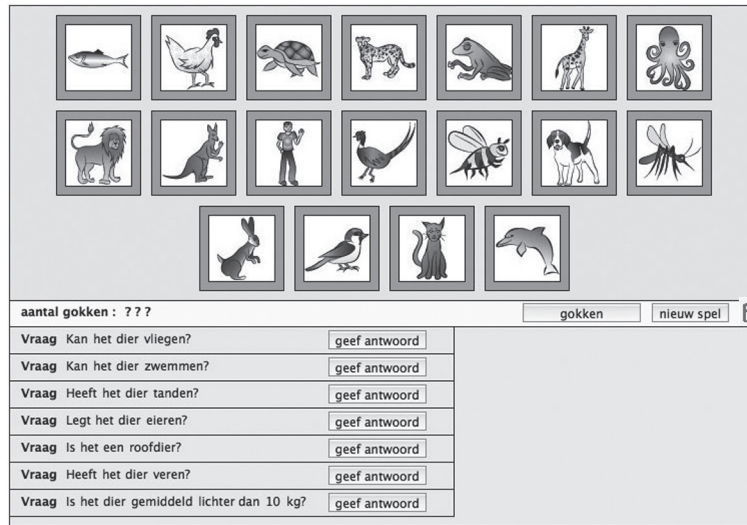 aantal gokken : ? ? ?
gokken
nieuw spel
Vraag Kan het dier vliegen? geef antwoord
Vraag Kan het dier zwemmen? geef antwoord
Vraag Heeft het dier tanden? geef antwoord
Vraag Legt het dier eieren? geef antwoord
Vraag Is het een roofdier? geef antwoord
Vraag Heeft het dier veren? geef antwoord
Vraag Is het dier gemiddeld lichter dan 10 kg? geef antwoord